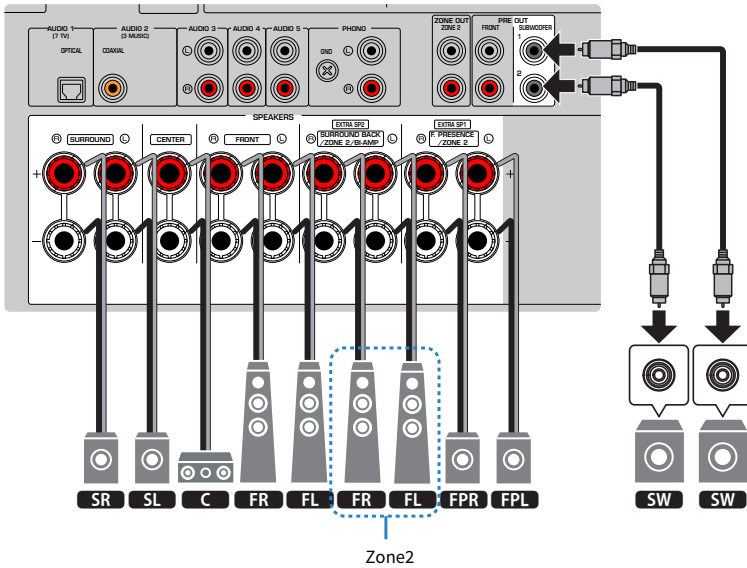 AUDIO 1 AUDIO 2 AUDIO 3 AUDIO 4 AUDIO 5 PHONO ZONE OUT PRE OUT
(7 TV) (3 MUSIC) ZONE 2 FRONT SUBWOOFER
OPTICAL COAXIAL L GND L 1
R R 2
SPEAKERS
EXTRA SP2 EXTRA SP1
R SURROUND L CENTER R FRONT L R SURROUND BACK L R F. PRESENCE L
/ZONE 2/BI-AMP /ZONE 2
+ +
– –
SR SL C FR FL FR FL FPR FPL SW SW
Zone2